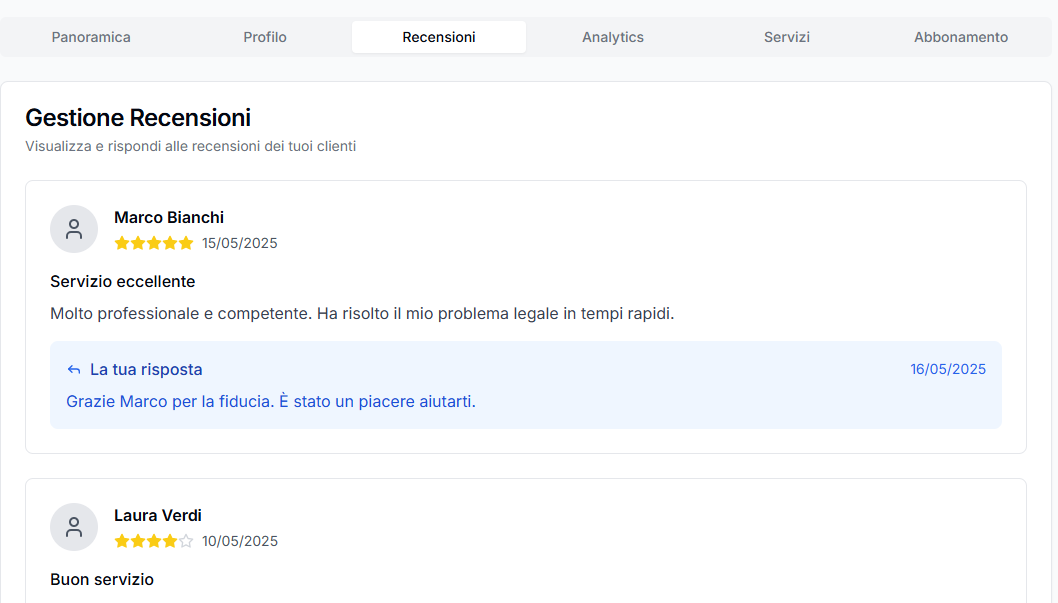 Panoramica Profilo Recensioni Analytics Servizi Abbonamento
Gestione Recensioni
Visualizza e rispondi alle recensioni dei tuoi clienti
Marco Bianchi
15/05/2025
Servizio eccellente
Molto professionale e competente. Ha risolto il mio problema legale in tempi rapidi.
La tua risposta 16/05/2025
Grazie Marco per la fiducia. È stato un piacere aiutarti.
Laura Verdi
10/05/2025
Buon servizio